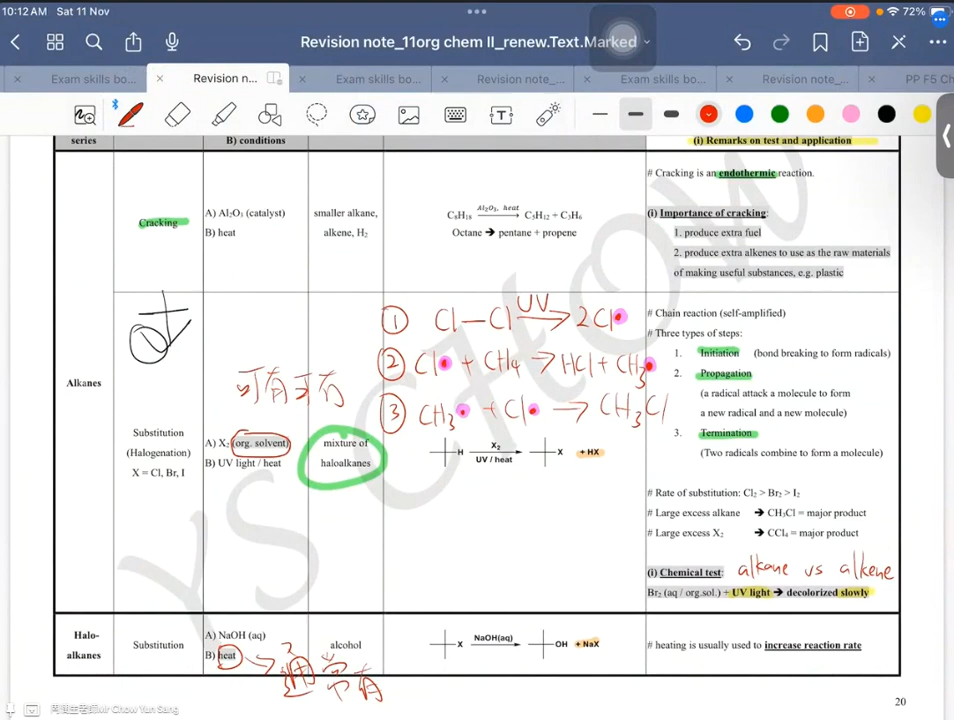 10:12 AM Sat 11 Nov
72%
Revision note_11org chem II_renew.Text.Marked
Exam skills bo...
Revision n...
Exam skills bo...
Revision note_...
Exam skills bo...
Revision note_...
PP F5 Ch
series
B) conditions
(i) Remarks on test and application
Alkanes
Cracking
A) Al₂O₃ (catalyst)
B) heat
smaller alkane,
alkene, H₂
Al₂O₃, heat
C₈H₁₈ → C₅H₁₂ + C₃H₆
Octane → pentane + propene
# Cracking is an endothermic reaction.
(i) Importance of cracking:
1. produce extra fuel
2. produce extra alkenes to use as the raw materials
of making useful substances, e.g. plastic
Substitution
(Halogenation)
X = Cl, Br, I
可有可冇
A) X₂ (org. solvent)
B) UV light / heat
mixture of
haloalkanes
① Cl—Cl UV→ 2Cl•
② Cl• + CH₄ → HCl + CH₃•
③ CH₃• + Cl• → CH₃Cl
H X₂ X + HX
UV / heat
# Chain reaction (self-amplified)
# Three types of steps:
1. Initiation (bond breaking to form radicals)
2. Propagation
(a radical attack a molecule to form
a new radical and a new molecule)
3. Termination
(Two radicals combine to form a molecule)
# Rate of substitution: Cl₂ > Br₂ > I₂
# Large excess alkane → CH₃Cl = major product
# Large excess X₂ → CCl₄ = major product
(i) Chemical test: alkane vs alkene
Br₂ (aq / org.sol.) + UV light → decolorized slowly
Halo-
alkanes
Substitution
A) NaOH (aq)
B) heat
通常有
alcohol
X NaOH(aq) OH + NaX
# heating is usually used to increase reaction rate
20
YS CHOW
Mr Chow Yun Sang